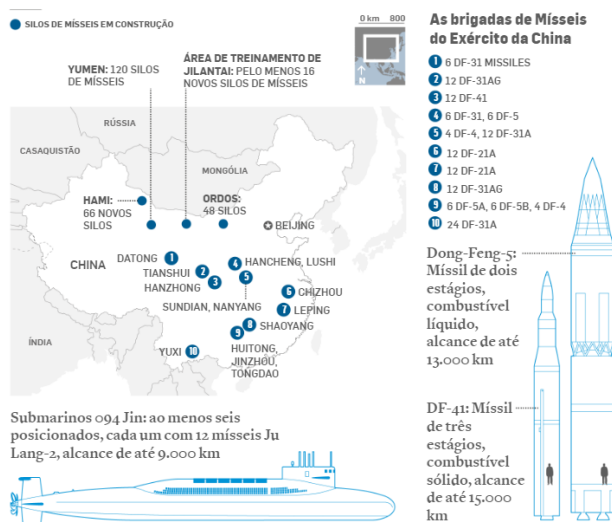 SILOS DE MÍSSEIS EM CONSTRUÇÃO
YUMEN: 120 SILOS
DE MÍSSEIS
ÁREA DE TREINAMENTO DE
JILANTAI: PELO MENOS 16
NOVOS SILOS DE MÍSSEIS
0 km 800
N
RÚSSIA
CASAQUISTÃO
MONGÓLIA
HAMI:
66 NOVOS
SILOS
ORDOS:
48 SILOS
BEIJING
CHINA
DATONG 1
TIANSHUI 2
HANZHONG 3
4 HANCHENG, LUSHI
5
SUNDIAN, NANYANG
6 CHIZHOU
7 LEPING
8 SHAOYANG
9
HUITONG,
JINZHOU,
TONGDAO
YUXI 10
ÍNDIA
As brigadas de Mísseis
do Exército da China
1 6 DF-31 MISSILES
2 12 DF-31AG
3 12 DF-41
4 6 DF-31, 6 DF-5
5 4 DF-4, 12 DF-31A
6 12 DF-21A
7 12 DF-21A
8 12 DF-31AG
9 6 DF-5A, 6 DF-5B, 4 DF-4
10 24 DF-31A
Dong-Feng-5:
Míssil de dois
estágios,
combustível
líquido,
alcance de até
13.000 km
DF-41: Míssil
de três
estágios,
combustível
sólido, alcance
de até 15.000
km
Submarinos 094 Jin: ao menos seis
posicionados, cada um com 12 mísseis Ju
Lang-2, alcance de até 9.000 km